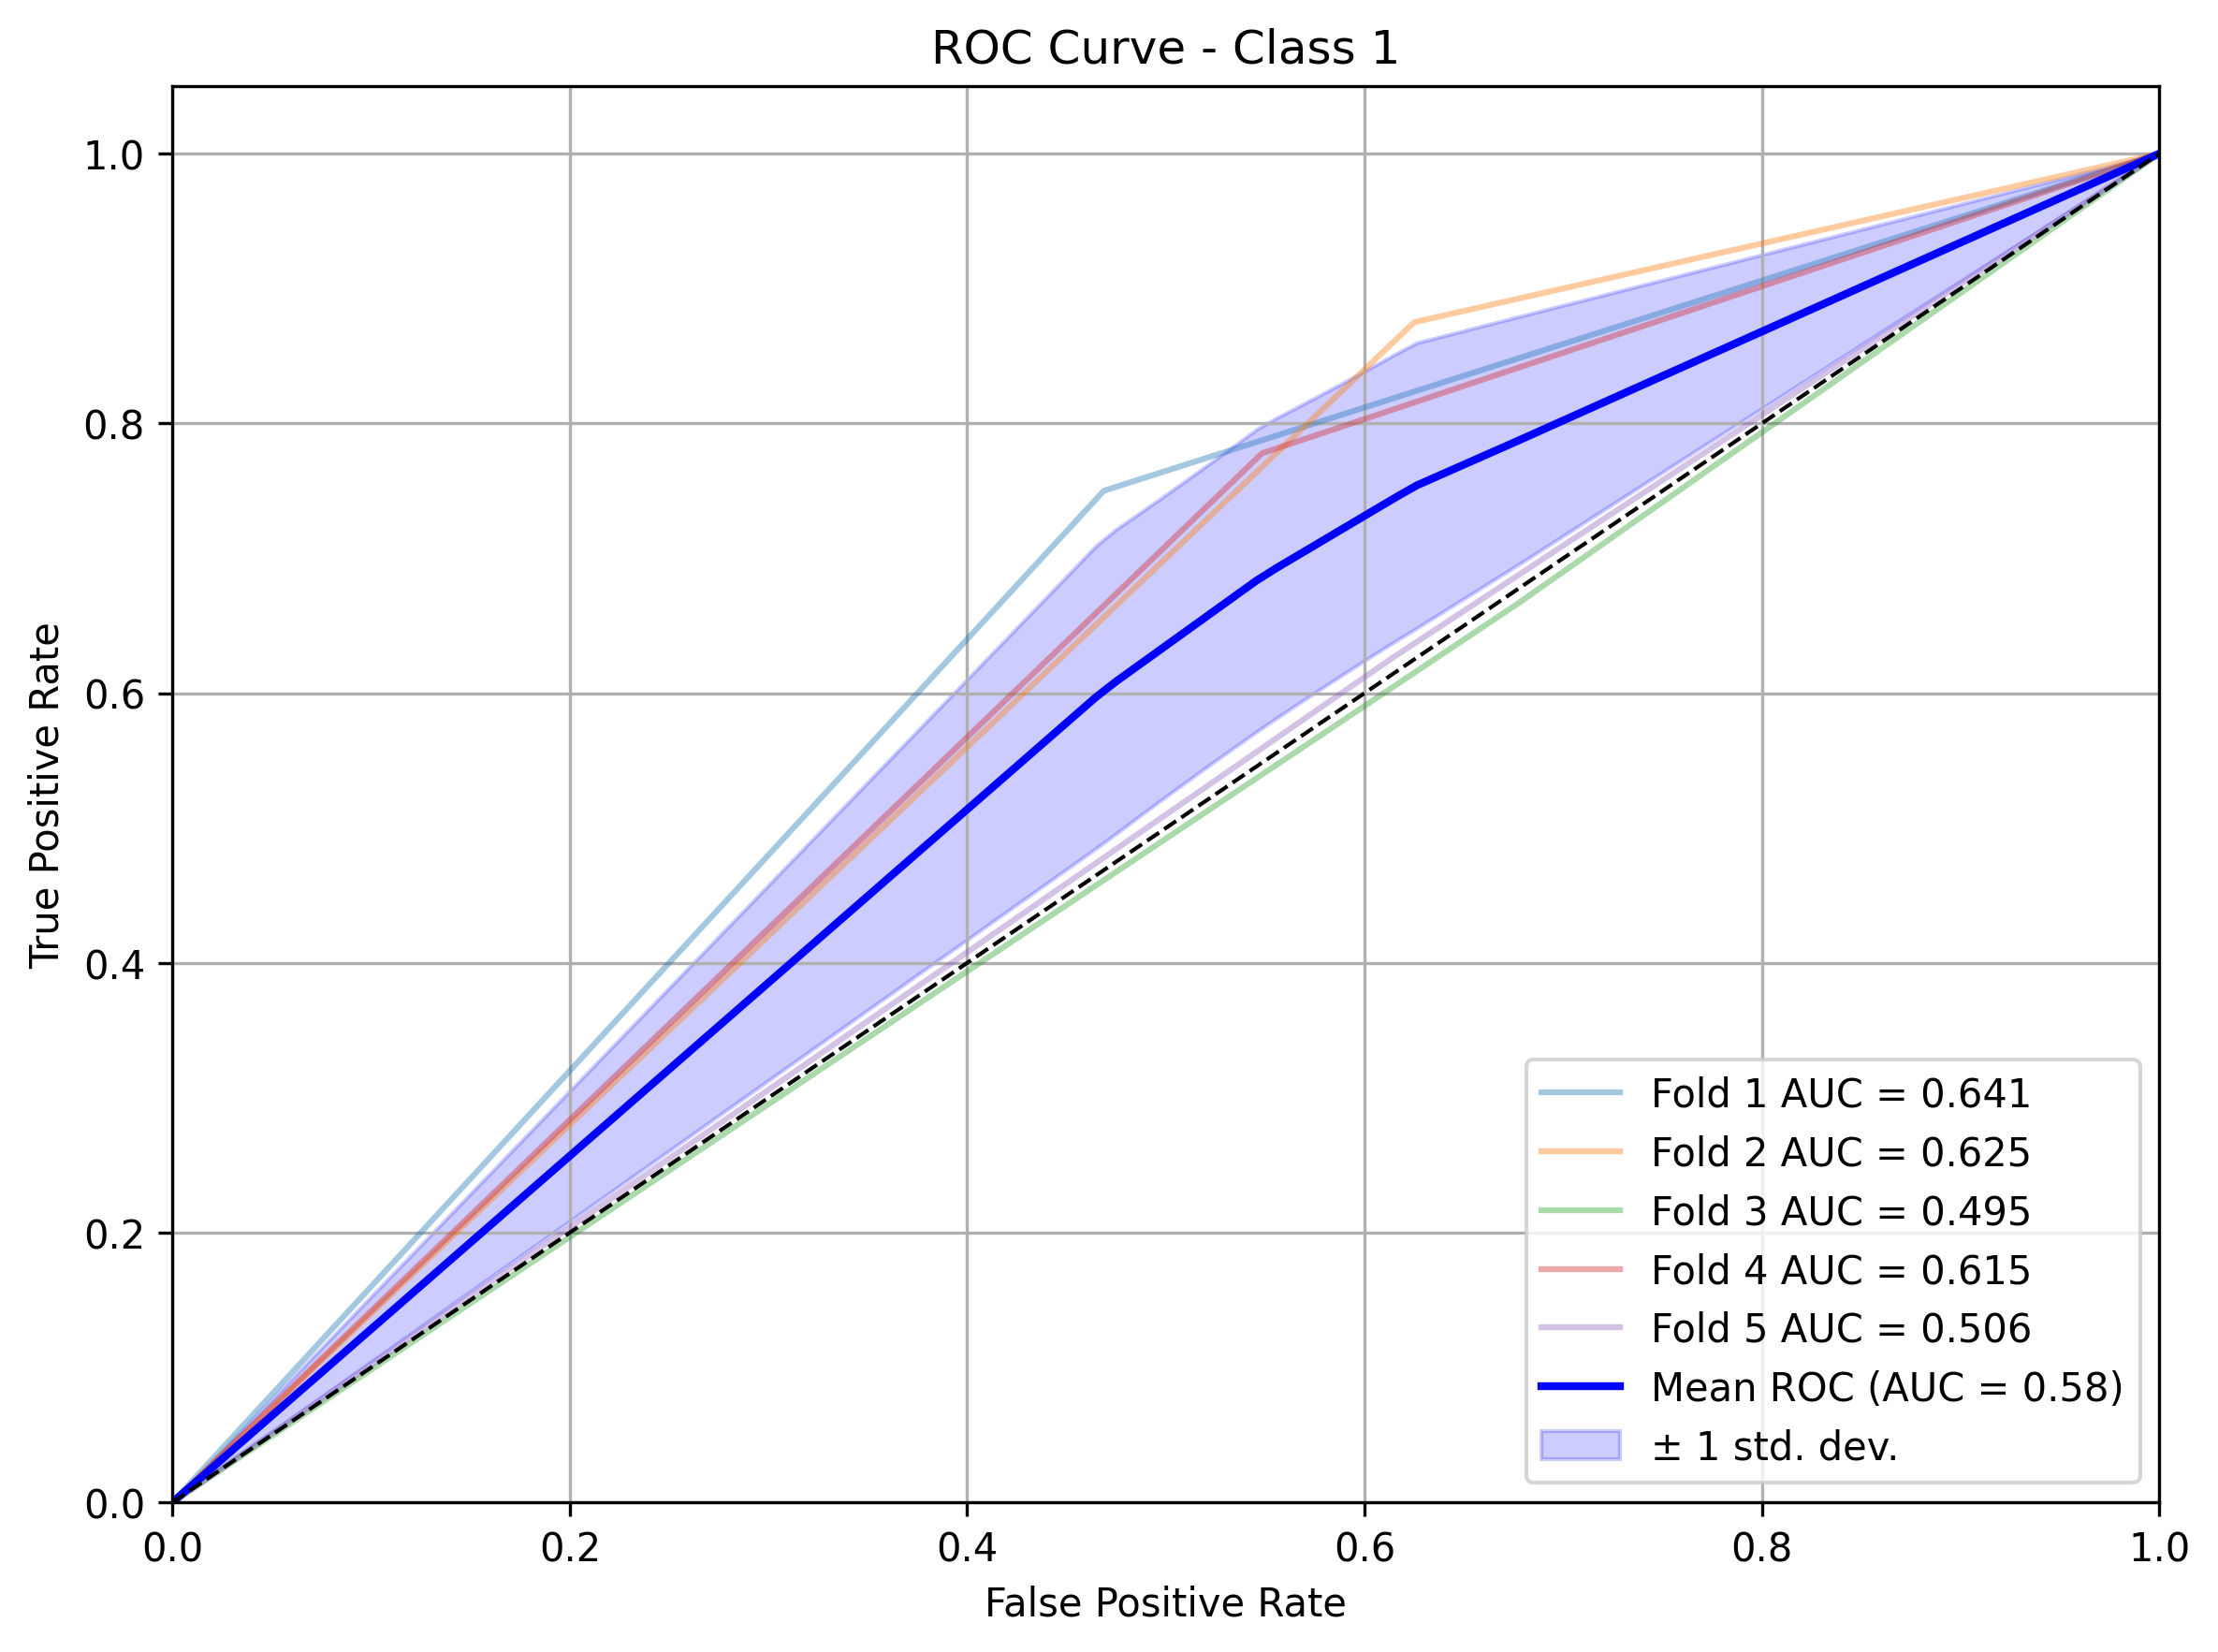 ROC Curve - Class 1
True Positive Rate
1.0
0.8
0.6
0.4
0.2
0.0
0.0 0.2 0.4 0.6 0.8 1.0
False Positive Rate
Fold 1 AUC = 0.641
Fold 2 AUC = 0.625
Fold 3 AUC = 0.495
Fold 4 AUC = 0.615
Fold 5 AUC = 0.506
Mean ROC (AUC = 0.58)
± 1 std. dev.